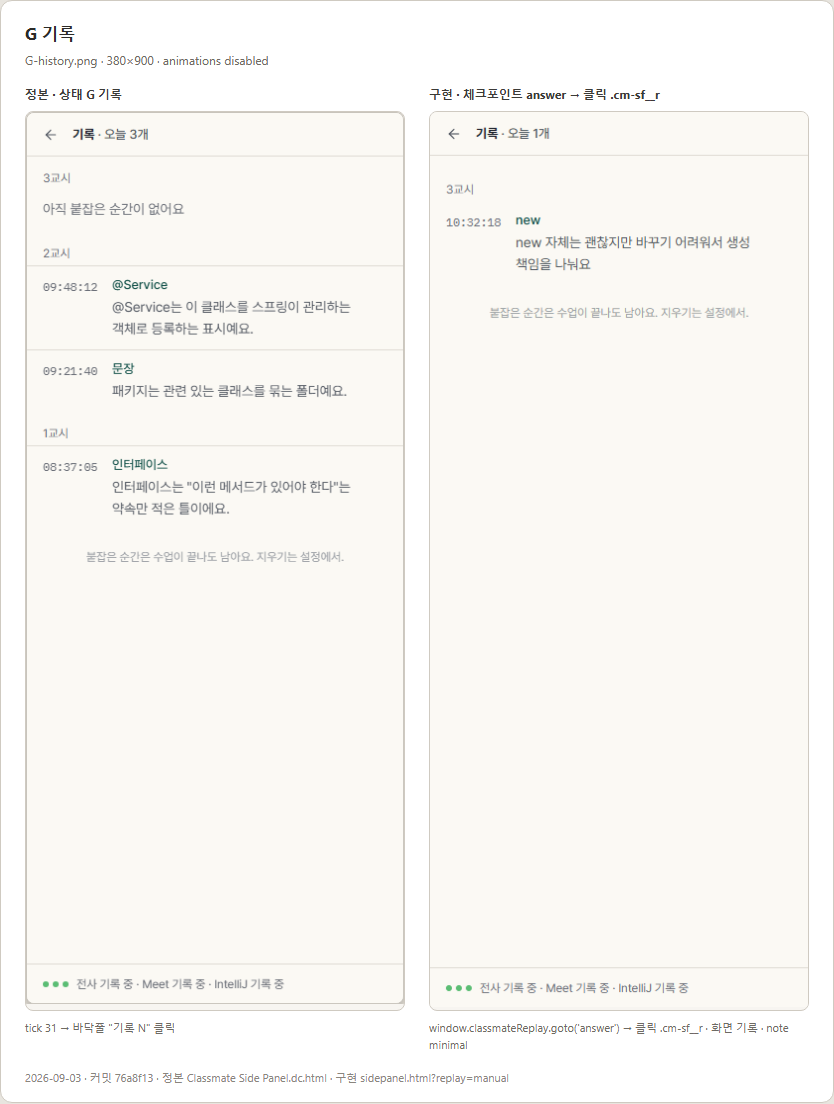 G 기록
G-history.png · 380×900 · animations disabled
정본 · 상태 G 기록
← 기록 · 오늘 3개
3교시
아직 붙잡은 순간이 없어요
2교시
09:48:12 @Service
@Service는 이 클래스를 스프링이 관리하는
객체로 등록하는 표시예요.
09:21:40 문장
패키지는 관련 있는 클래스를 묶는 폴더예요.
1교시
08:37:05 인터페이스
인터페이스는 "이런 메서드가 있어야 한다"는
약속만 적은 틀이에요.
붙잡은 순간은 수업이 끝나도 남아요. 지우기는 설정에서.
전사 기록 중 · Meet 기록 중 · IntelliJ 기록 중
tick 31 → 바닥풀 "기록 N" 클릭
구현 · 체크포인트 answer → 클릭 .cm-sf__r
← 기록 · 오늘 1개
3교시
10:32:18 new
new 자체는 괜찮지만 바꾸기 어려워서 생성
책임을 나눠요
붙잡은 순간은 수업이 끝나도 남아요. 지우기는 설정에서.
전사 기록 중 · Meet 기록 중 · IntelliJ 기록 중
window.classmateReplay.goto('answer') → 클릭 .cm-sf__r · 화면 기록 · note
minimal
2026-09-03 · 커밋 76a8f13 · 정본 Classmate Side Panel.dc.html · 구현 sidepanel.html?replay=manual